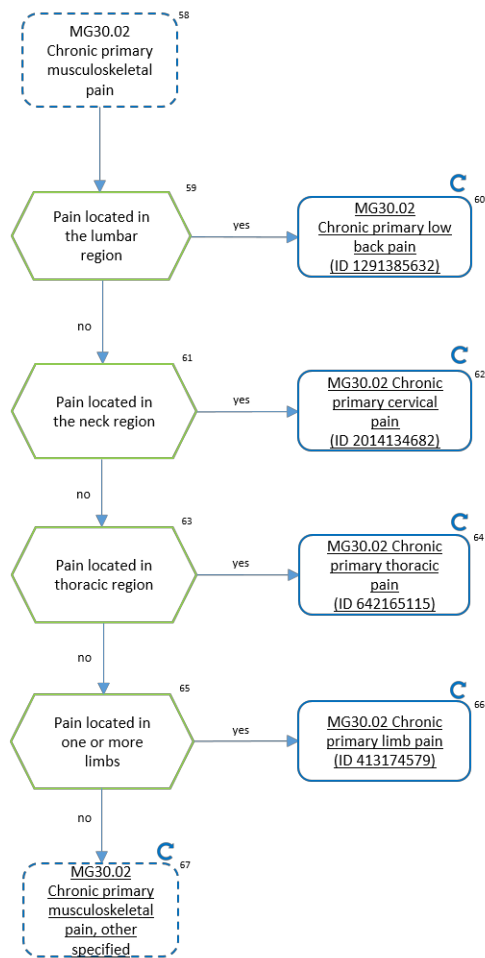 58
MG30.02
Chronic primary
musculoskeletal
pain
59
Pain located in
the lumbar
region
yes
60
MG30.02
Chronic primary low
back pain
(ID 1291385632)
no
61
Pain located in
the neck region
yes
62
MG30.02 Chronic
primary cervical
pain
(ID 2014134682)
no
63
Pain located in
thoracic region
yes
64
MG30.02 Chronic
primary thoracic
pain
(ID 642165115)
no
65
Pain located in
one or more
limbs
yes
66
MG30.02 Chronic
primary limb pain
(ID 413174579)
no
67
MG30.02
Chronic primary
musculoskeletal
pain, other
specified